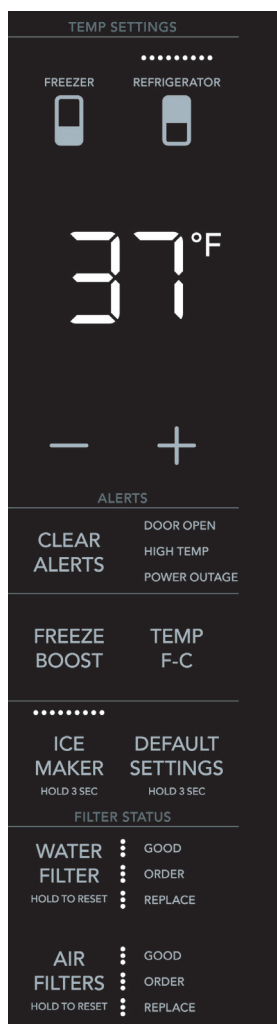 TEMP SETTINGS
FREEZER REFRIGERATOR
37°F
− +
ALERTS
CLEAR
ALERTS
DOOR OPEN
HIGH TEMP
POWER OUTAGE
FREEZE
BOOST
TEMP
F-C
ICE
MAKER
HOLD 3 SEC
DEFAULT
SETTINGS
HOLD 3 SEC
FILTER STATUS
WATER
FILTER
HOLD TO RESET
GOOD
ORDER
REPLACE
AIR
FILTERS
HOLD TO RESET
GOOD
ORDER
REPLACE